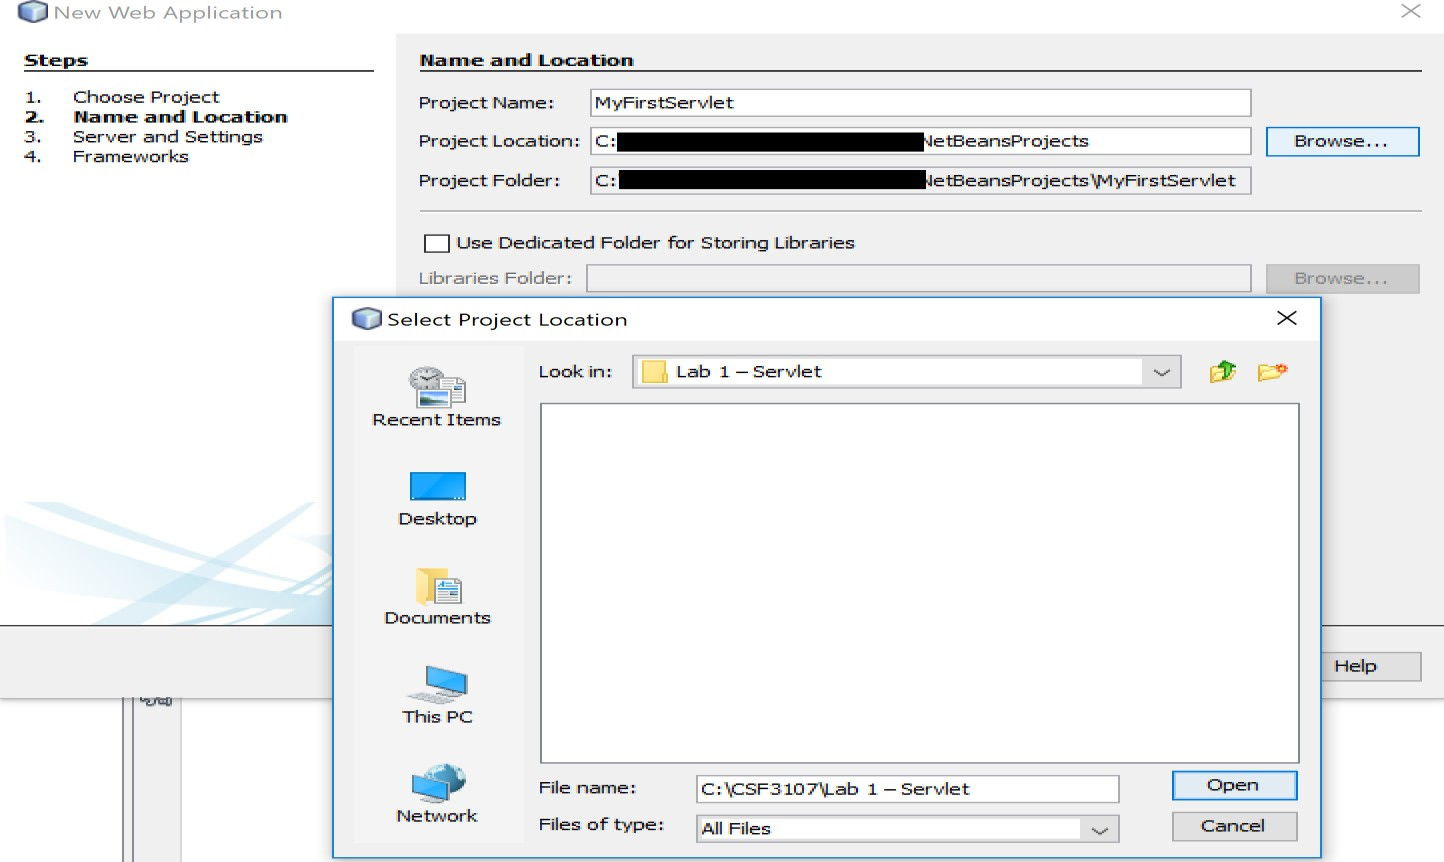 New Web Application
Steps
1. Choose Project
2. Name and Location
3. Server and Settings
4. Frameworks
Name and Location
Project Name: MyFirstServlet
Project Location: C: NetBeansProjects Browse...
Project Folder: C: NetBeansProjects\MyFirstServlet
Use Dedicated Folder for Storing Libraries
Libraries Folder: Browse...
Select Project Location
Look in: Lab 1 – Servlet
Recent Items
Desktop
Documents
This PC
Network
File name: C:\CSF3107\Lab 1 – Servlet Open
Files of type: All Files Cancel
Help